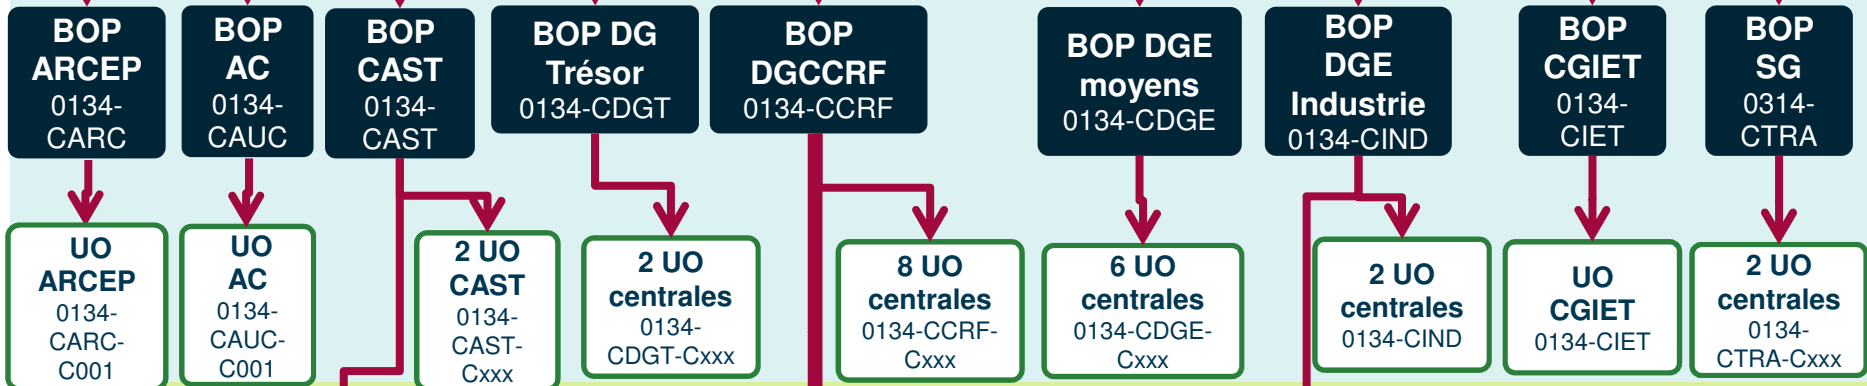 BOP
ARCEP
0134-
CARC
BOP
AC
0134-
CAUC
BOP
CAST
0134-
CAST
BOP DG
Trésor
0134-CDGT
BOP
DGCCRF
0134-CCRF
BOP DGE
moyens
0134-CDGE
BOP
DGE
Industrie
0134-CIND
BOP
CGIET
0134-
CIET
BOP
SG
0314-
CTRA
UO
ARCEP
0134-
CARC-
C001
UO
AC
0134-
CAUC-
C001
2 UO
CAST
0134-
CAST-
Cxxx
2 UO
centrales
0134-
CDGT-Cxxx
8 UO
centrales
0134-CCRF-
Cxxx
6 UO
centrales
0134-CDGE-
Cxxx
2 UO
centrales
0134-CIND
UO
CGIET
0134-CIET
2 UO
centrales
0134-
CTRA-Cxxx